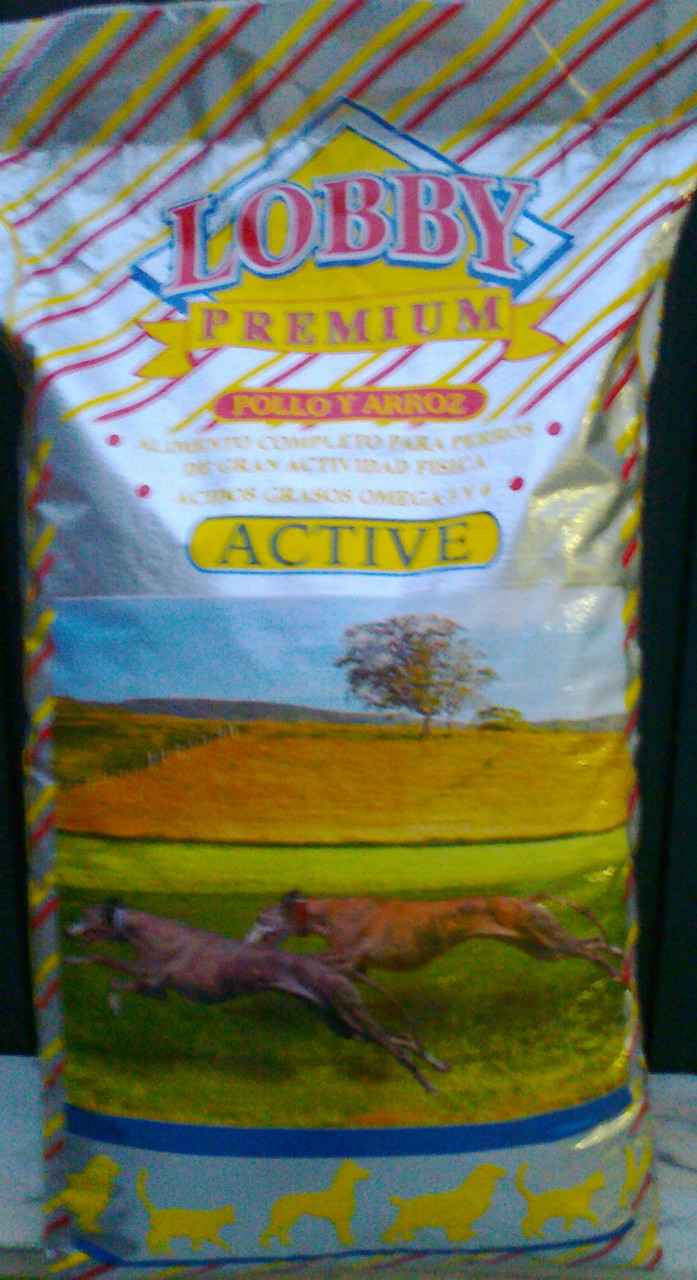 LOBBY
PREMIUM
POLLO Y ARROZ
ALIMENTO COMPLETO PARA PERROS
DE GRAN ACTIVIDAD FISICA
ACIDOS GRASOS OMEGA 3 Y 6
ACTIVE